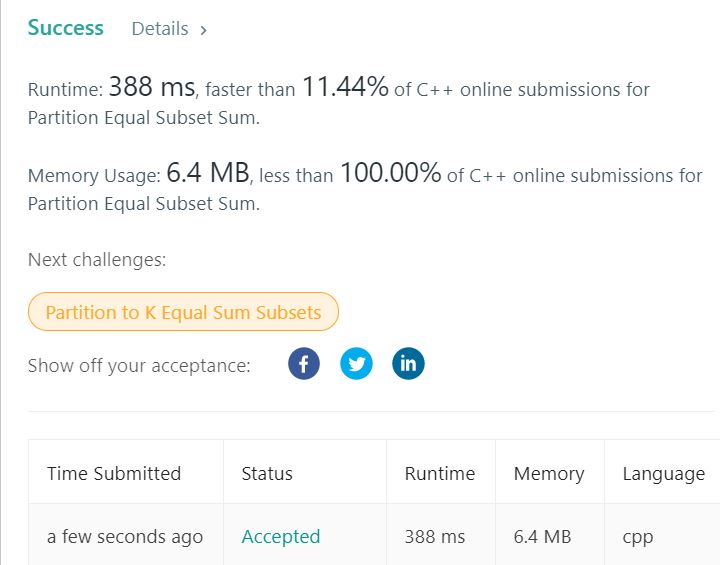 Success Details >
Runtime: 388 ms, faster than 11.44% of C++ online submissions for
Partition Equal Subset Sum.
Memory Usage: 6.4 MB, less than 100.00% of C++ online submissions for
Partition Equal Subset Sum.
Next challenges:
Partition to K Equal Sum Subsets
Show off your acceptance: f in
Time Submitted Status Runtime Memory Language
a few seconds ago Accepted 388 ms 6.4 MB cpp